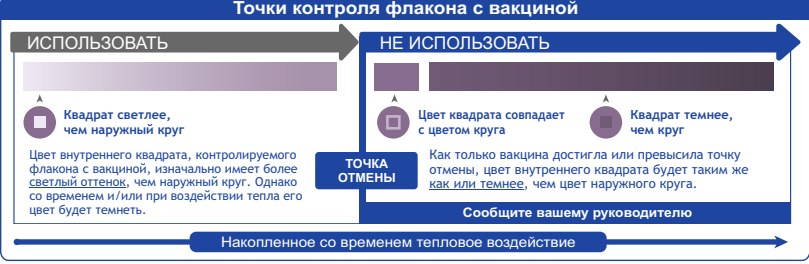 Точки контроля флакона с вакциной
ИСПОЛЬЗОВАТЬ
НЕ ИСПОЛЬЗОВАТЬ
Квадрат светлее,
чем наружный круг
Цвет внутреннего квадрата, контролируемого
флакона с вакциной, изначально имеет более
светлый оттенок, чем наружный круг. Однако
со временем и/или при воздействии тепла его
цвет будет темнеть.
ТОЧКА
ОТМЕНЫ
Цвет квадрата совпадает
с цветом круга
Квадрат темнее,
чем круг
Как только вакцина достигла или превысила точку
отмены, цвет внутреннего квадрата будет таким же
как или темнее, чем цвет наружного круга.
Сообщите вашему руководителю
Накопленное со временем тепловое воздействие